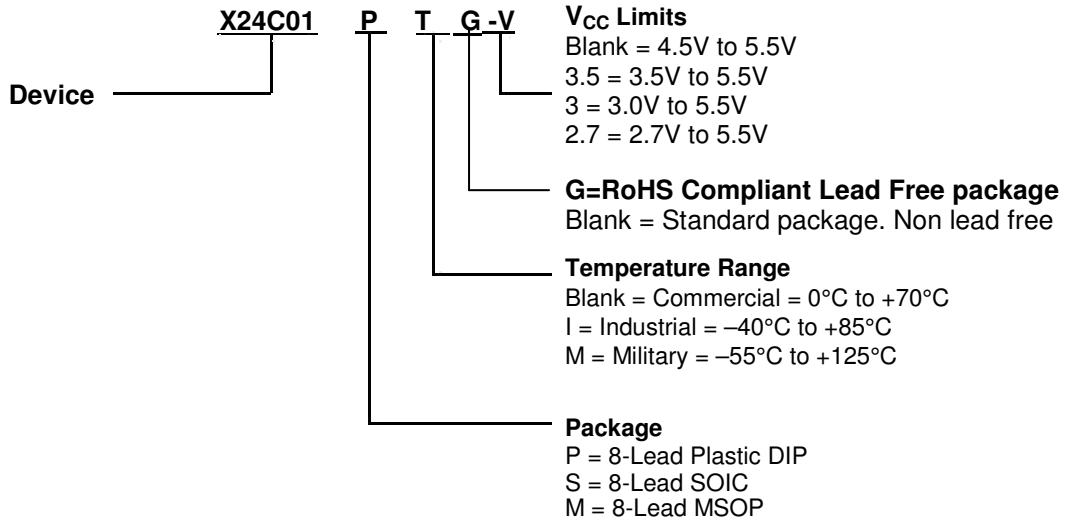 X24C01 P T G -V
Device
VCC Limits
Blank = 4.5V to 5.5V
3.5 = 3.5V to 5.5V
3 = 3.0V to 5.5V
2.7 = 2.7V to 5.5V
G=RoHS Compliant Lead Free package
Blank = Standard package. Non lead free
Temperature Range
Blank = Commercial = 0°C to +70°C
I = Industrial = –40°C to +85°C
M = Military = –55°C to +125°C
Package
P = 8-Lead Plastic DIP
S = 8-Lead SOIC
M = 8-Lead MSOP